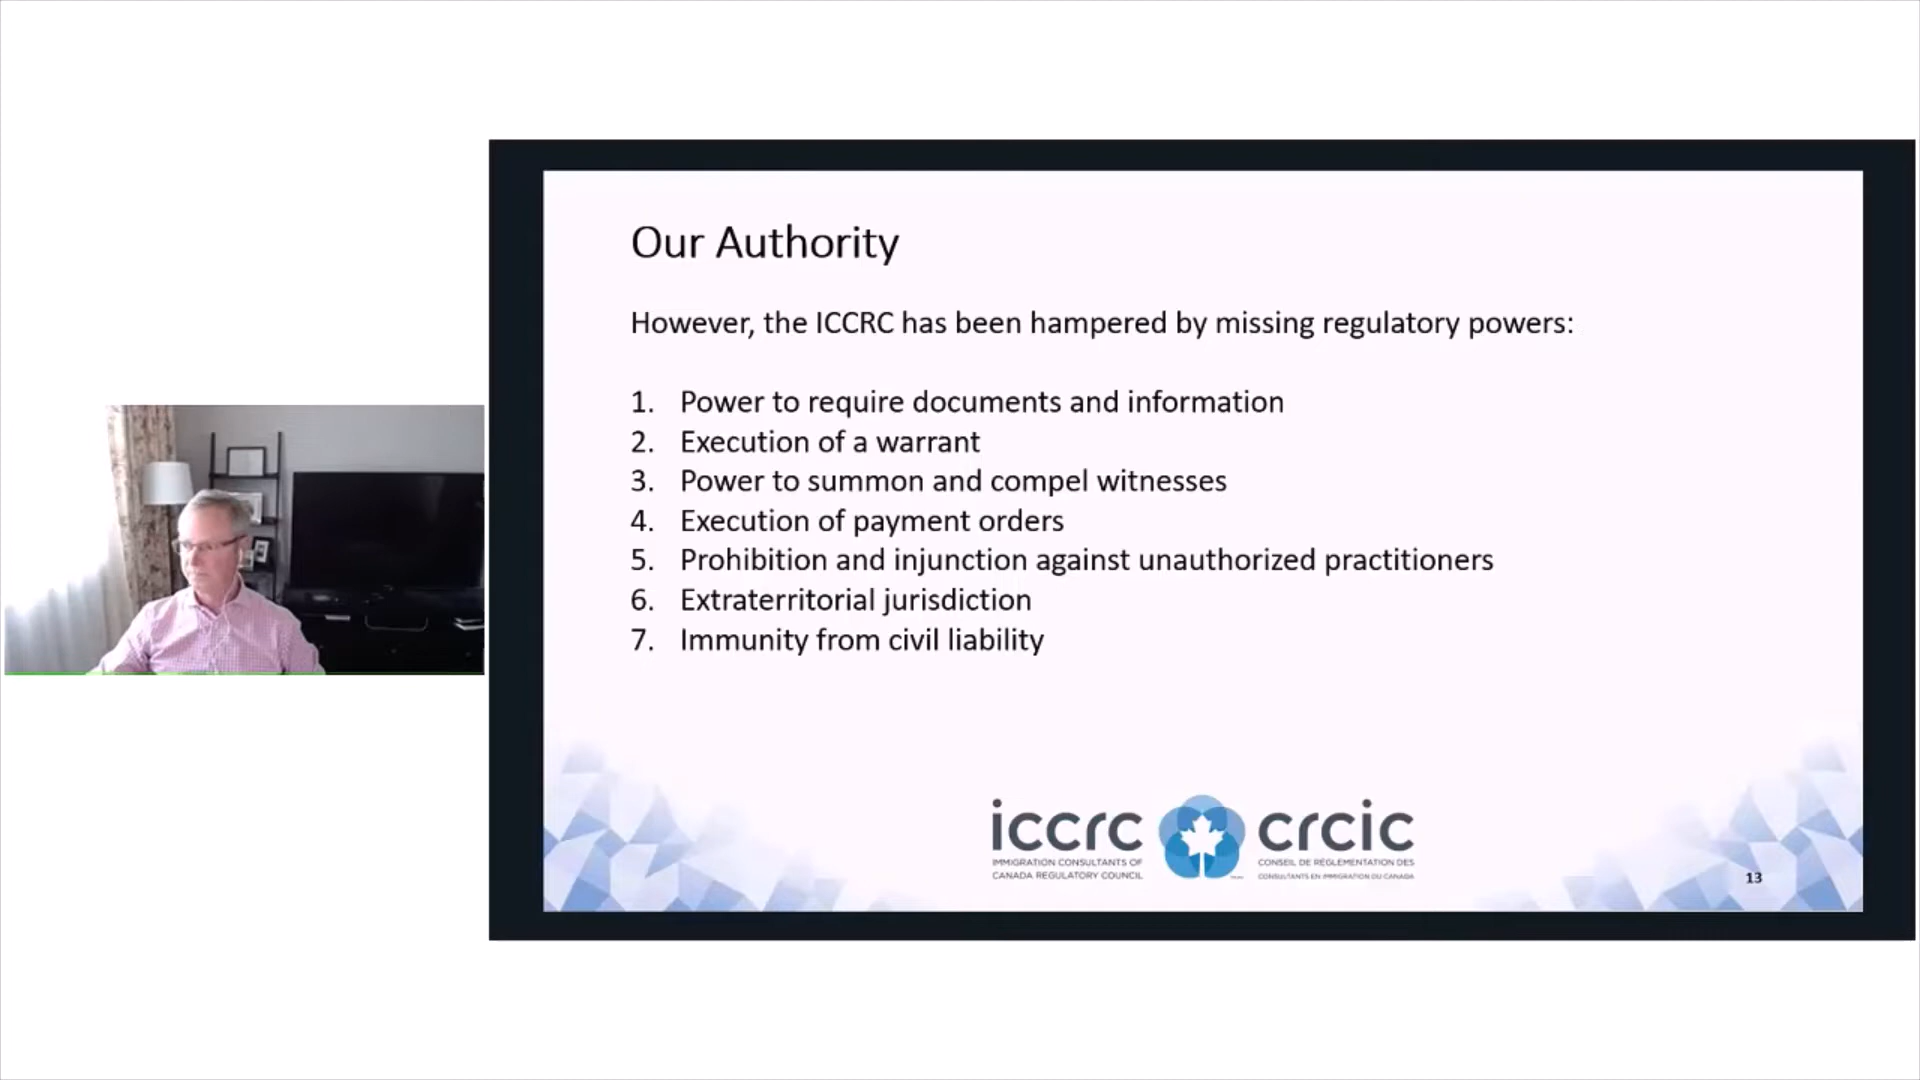 Our Authority
However, the ICCRC has been hampered by missing regulatory powers:
1. Power to require documents and information
2. Execution of a warrant
3. Power to summon and compel witnesses
4. Execution of payment orders
5. Prohibition and injunction against unauthorized practitioners
6. Extraterritorial jurisdiction
7. Immunity from civil liability
iccrc crcic
IMMIGRATION CONSULTANTS OF
CANADA REGULATORY COUNCIL
CONSEIL DE RÉGLEMENTATION DES
CONSULTANTS EN IMMIGRATION DU CANADA
13